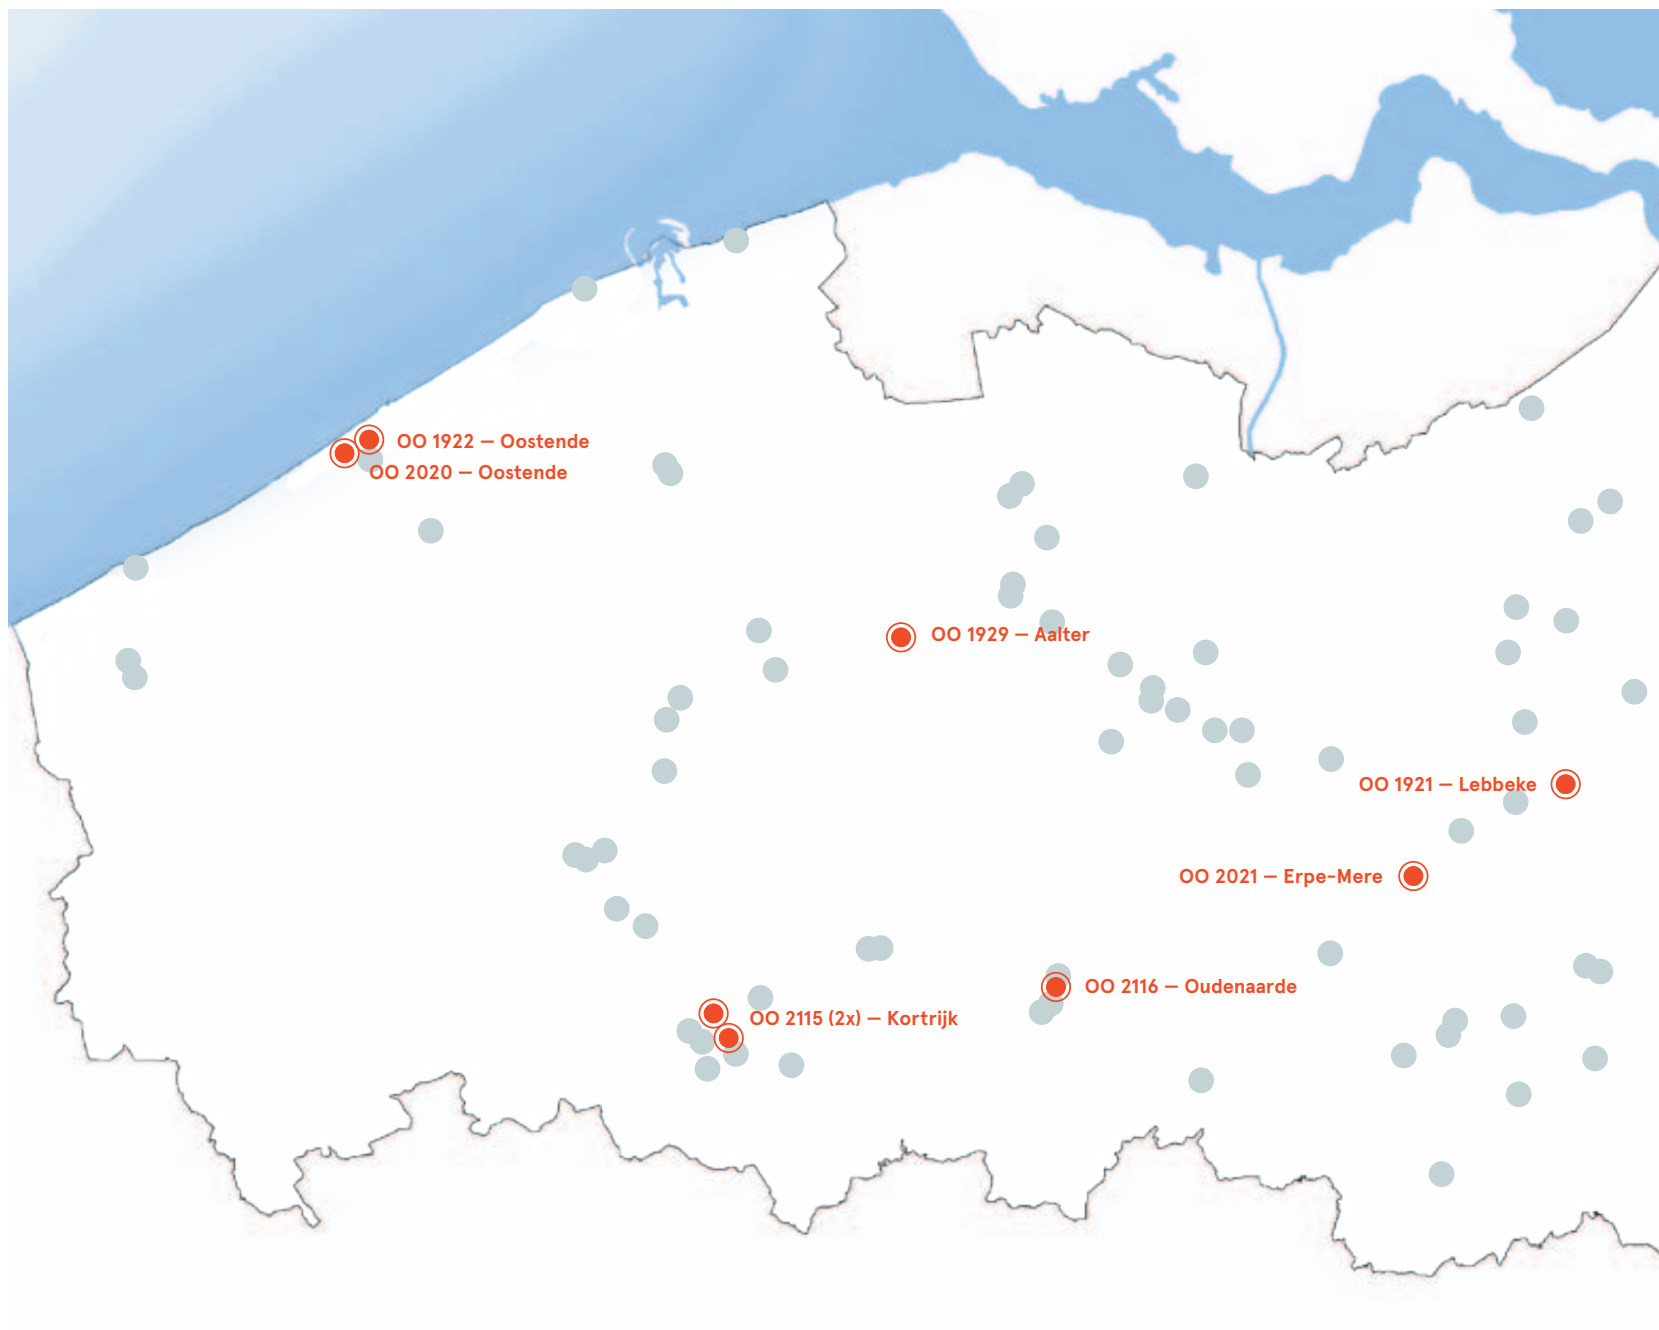 OO 1922 – Oostende
OO 2020 – Oostende
OO 1929 – Aalter
OO 1921 – Lebbeke
OO 2021 – Erpe-Mere
OO 2116 – Oudenaarde
OO 2115 (2x) – Kortrijk